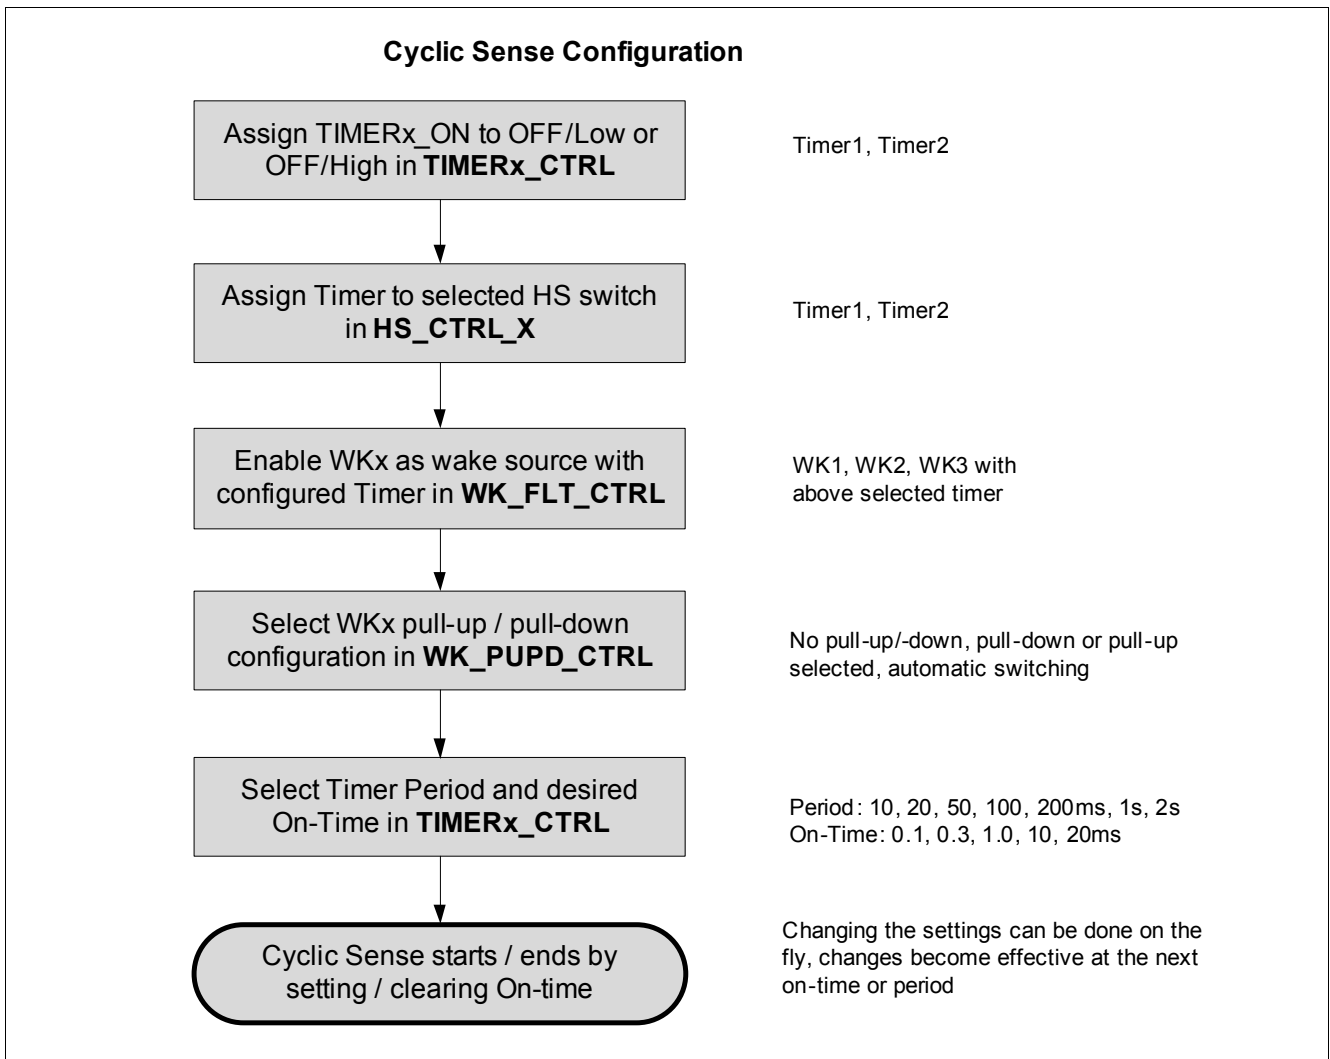 Cyclic Sense Configuration
Assign TIMERx_ON to OFF/Low or
OFF/High in TIMERx_CTRL
Timer1, Timer2
Assign Timer to selected HS switch
in HS_CTRL_X
Timer1, Timer2
Enable WKx as wake source with
configured Timer in WK_FLT_CTRL
WK1, WK2, WK3 with
above selected timer
Select WKx pull-up / pull-down
configuration in WK_PUPD_CTRL
No pull-up/-down, pull-down or pull-up
selected, automatic switching
Select Timer Period and desired
On-Time in TIMERx_CTRL
Period: 10, 20, 50, 100, 200ms, 1s, 2s
On-Time: 0.1, 0.3, 1.0, 10, 20ms
Cyclic Sense starts / ends by
setting / clearing On-time
Changing the settings can be done on the
fly, changes become effective at the next
on-time or period